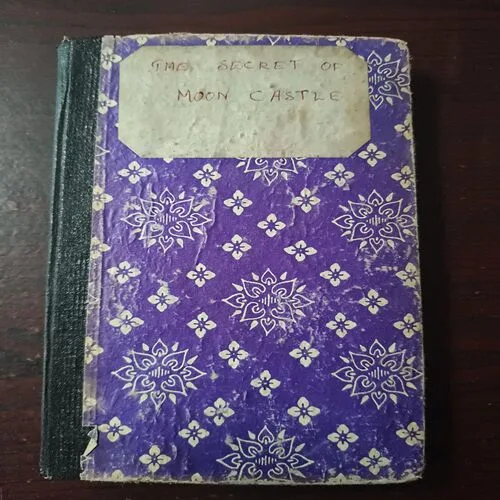 THE SECRET OF
MOON CASTLE